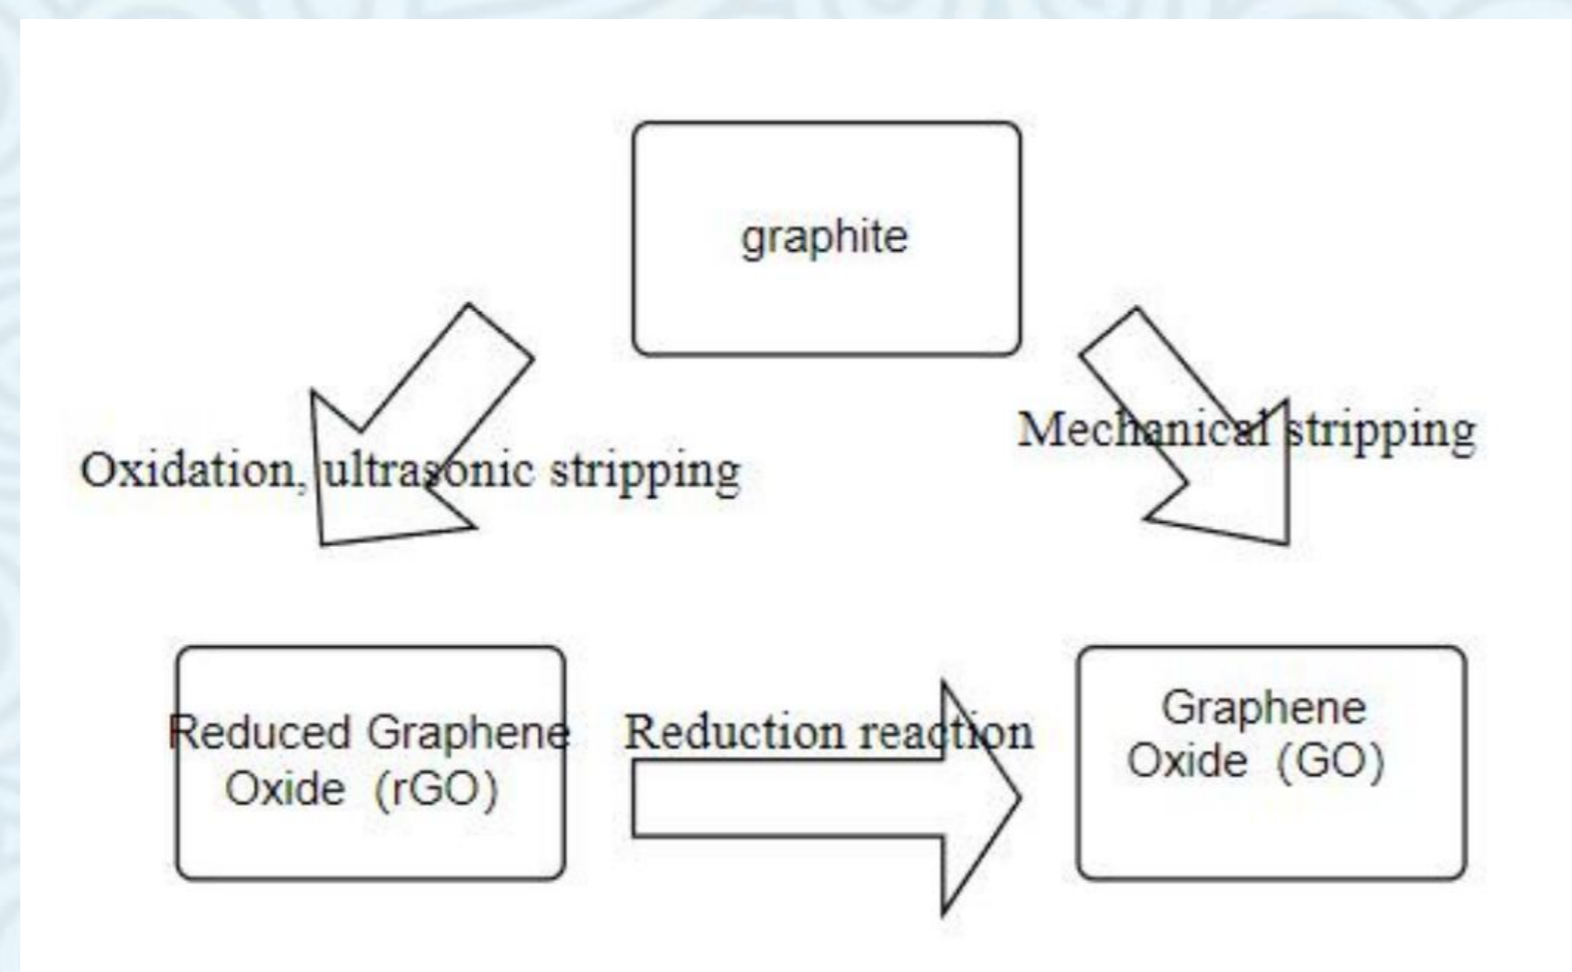 graphite
Mechanical stripping
Oxidation, ultrasonic stripping
Reduced Graphene
Oxide (rGO)
Reduction reaction
Graphene
Oxide (GO)